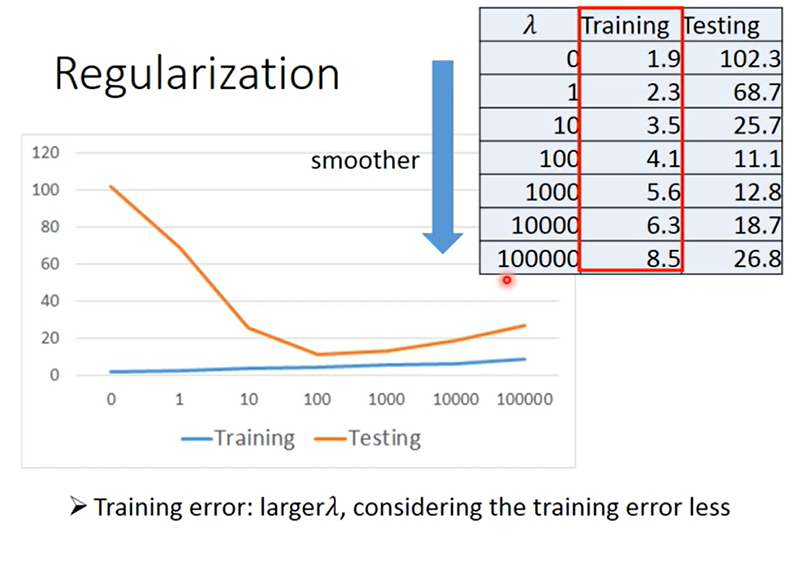 Regularization
λ Training Testing
0 1.9 102.3
1 2.3 68.7
10 3.5 25.7
100 4.1 11.1
1000 5.6 12.8
10000 6.3 18.7
100000 8.5 26.8
smoother
120
100
80
60
40
20
0
0 1 10 100 1000 10000 100000
Training Testing
➢ Training error: largerλ, considering the training error less